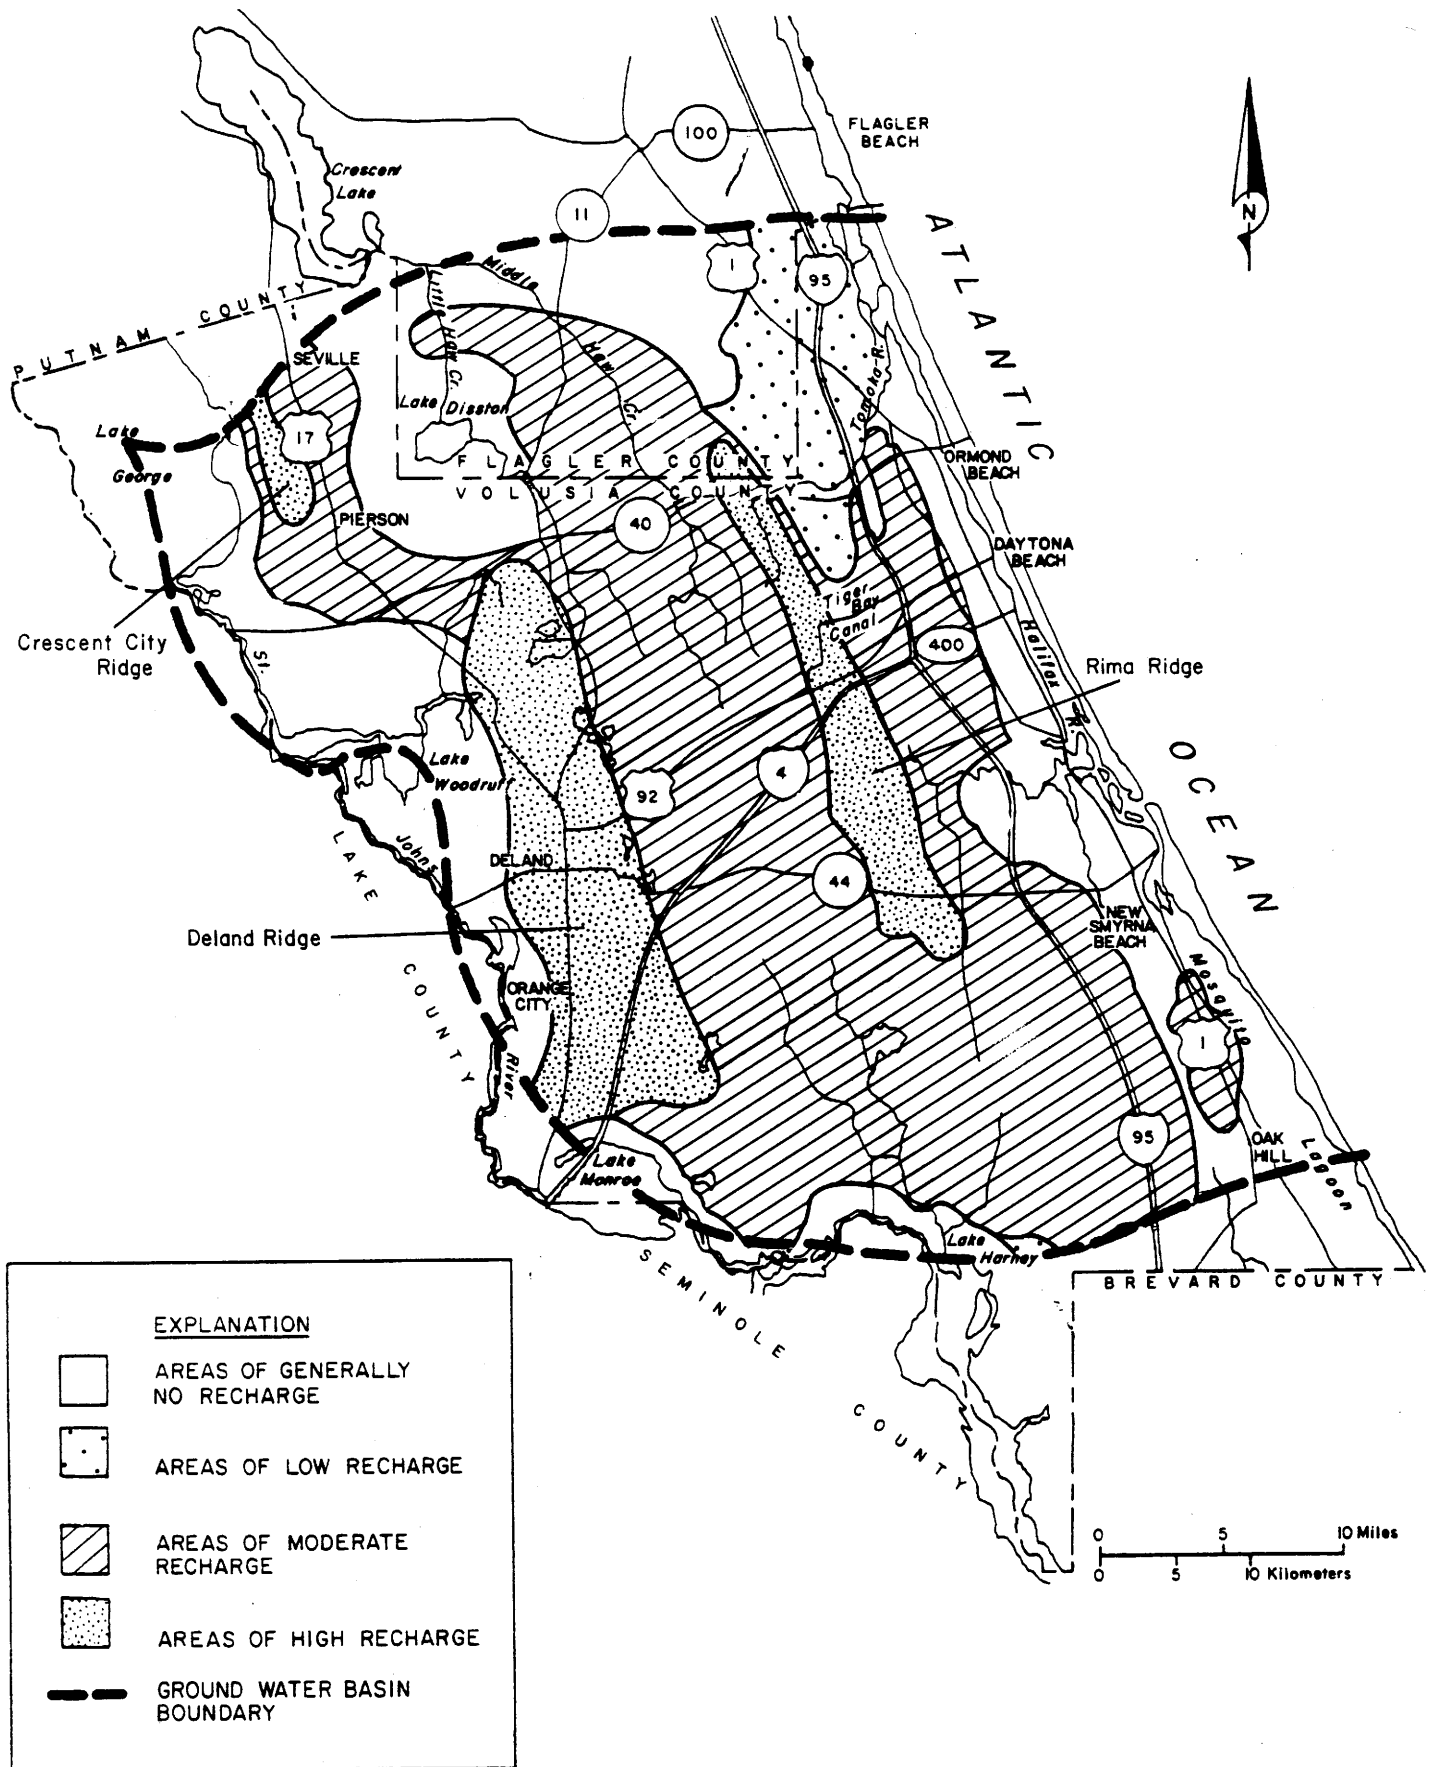 FLAGLER
BEACH
100
Crescent
Lake
11
N
ATLANTIC
OCEAN
1
95
Middle
Haw
Cr.
Little Haw Cr.
PUTNAM COUNTY
SEVILLE
Tomoka R.
Lake Disston
17
Lake
George
FLAGLER COUNTY
VOLUSIA COUNTY
ORMOND
BEACH
PIERSON
40
DAYTONA
BEACH
Tiger
Bay
Canal
400
Halifax
R.
Crescent City
Ridge
St.
Johns
River
Rima Ridge
Lake
Woodruff
92
4
LAKE
COUNTY
DELAND
44
NEW
SMYRNA
BEACH
Deland Ridge
ORANGE
CITY
Mosquito
Lagoon
1
95
OAK
HILL
Lake
Monroe
Lake
Harney
SEMINOLE
COUNTY
BREVARD COUNTY
EXPLANATION
AREAS OF GENERALLY
NO RECHARGE
AREAS OF LOW RECHARGE
AREAS OF MODERATE
RECHARGE
AREAS OF HIGH RECHARGE
GROUND WATER BASIN
BOUNDARY
0 5 10 Miles
0 5 10 Kilometers